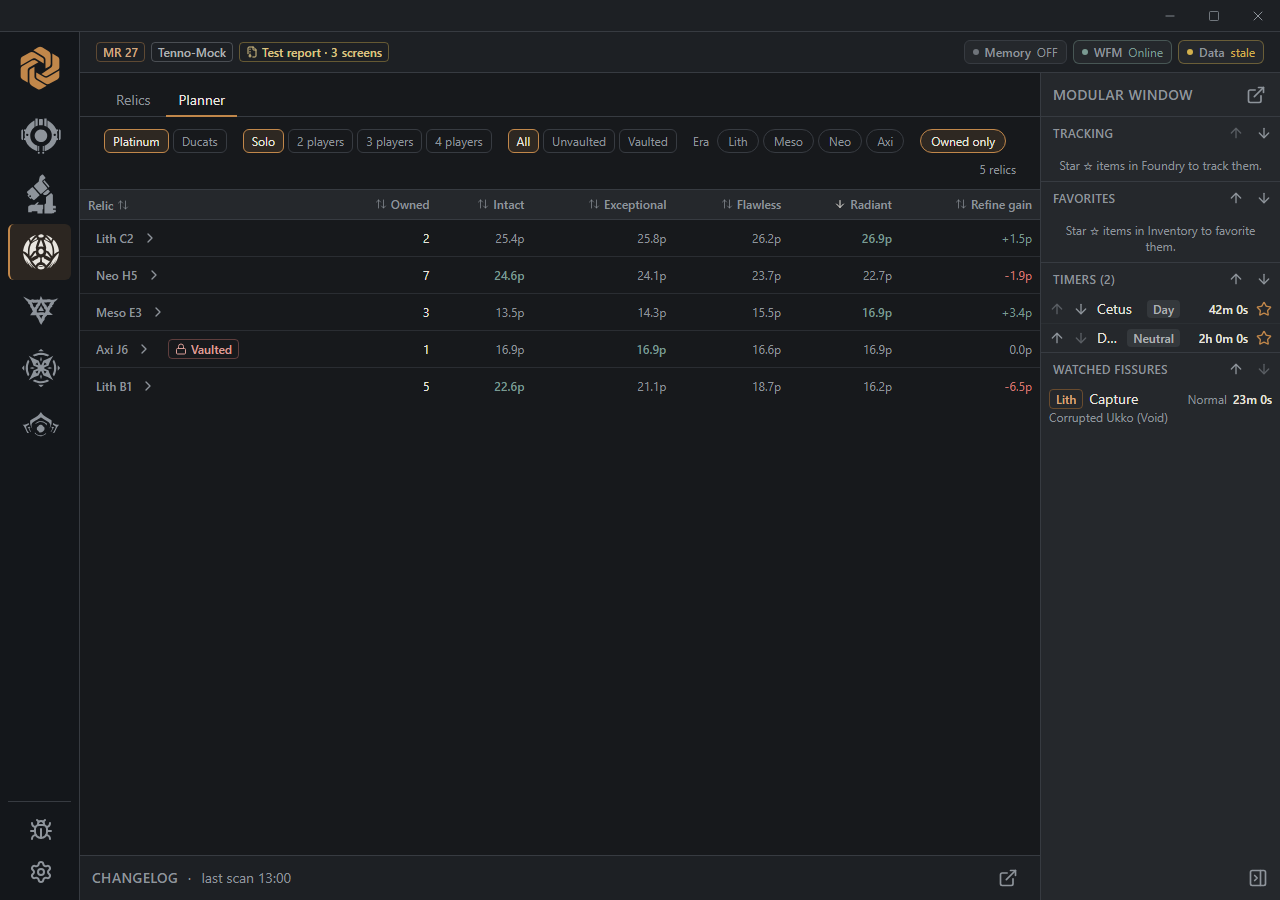 MR 27 Tenno-Mock Test report · 3 screens Memory OFF WFM Online Data stale
Relics Planner
Platinum Ducats Solo 2 players 3 players 4 players All Unvaulted Vaulted Era Lith Meso Neo Axi Owned only
5 relics
Relic Owned Intact Exceptional Flawless Radiant Refine gain
Lith C2 2 25.4p 25.8p 26.2p 26.9p +1.5p
Neo H5 7 24.6p 24.1p 23.7p 22.7p -1.9p
Meso E3 3 13.5p 14.3p 15.5p 16.9p +3.4p
Axi J6 Vaulted 1 16.9p 16.9p 16.6p 16.9p 0.0p
Lith B1 5 22.6p 21.1p 18.7p 16.2p -6.5p
MODULAR WINDOW
TRACKING
Star ☆ items in Foundry to track them.
FAVORITES
Star ☆ items in Inventory to favorite
them.
TIMERS (2)
Cetus Day 42m 0s
D... Neutral 2h 0m 0s
WATCHED FISSURES
Lith Capture Normal 23m 0s
Corrupted Ukko (Void)
CHANGELOG · last scan 13:00